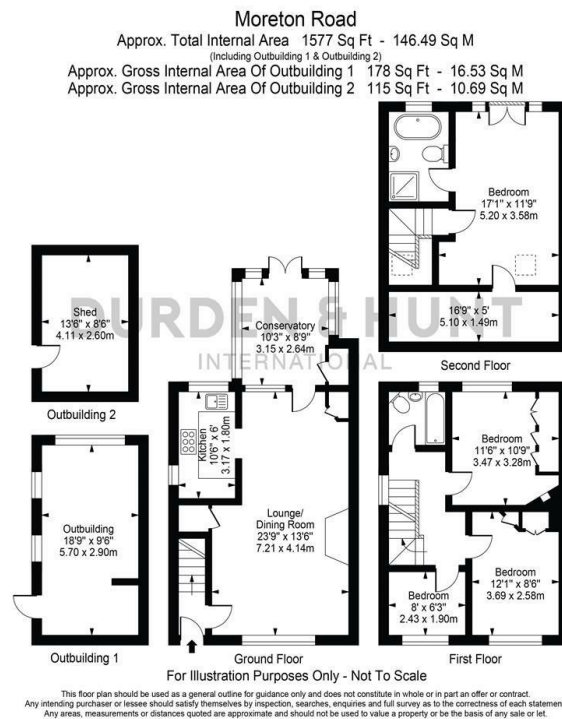 Moreton Road
Approx. Total Internal Area 1577 Sq Ft - 146.49 Sq M
(Including Outbuilding 1 & Outbuilding 2)
Approx. Gross Internal Area Of Outbuilding 1 178 Sq Ft - 16.53 Sq M
Approx. Gross Internal Area Of Outbuilding 2 115 Sq Ft - 10.69 Sq M
Bedroom
17'1" x 11'9"
5.20 x 3.58m
16'9" x 5'
5.10 x 1.49m
Second Floor
Shed
13'6" x 8'6"
4.11 x 2.60m
Outbuilding 2
DURDEN & HUNT
INTERNATIONAL
Conservatory
10'3" x 8'9"
3.15 x 2.64m
Kitchen
10'6" x 6'
3.17 x 1.80m
Lounge/
Dining Room
23'9" x 13'6"
7.21 x 4.14m
Ground Floor
Outbuilding
18'9" x 9'6"
5.70 x 2.90m
Outbuilding 1
Bedroom
11'6" x 10'9"
3.47 x 3.28m
Bedroom
12'1" x 8'6"
3.69 x 2.58m
Bedroom
8' x 6'3"
2.43 x 1.90m
First Floor
For Illustration Purposes Only - Not To Scale
This floor plan should be used as a general outline for guidance only and does not constitute in whole or in part an offer or contract.
Any intending purchaser or lessee should satisfy themselves by inspection, searches, enquiries and full survey as to the correctness of each statement
Any areas, measurements or distances quoted are approximate and should not be used to value a property or be the basis of any sale or let.